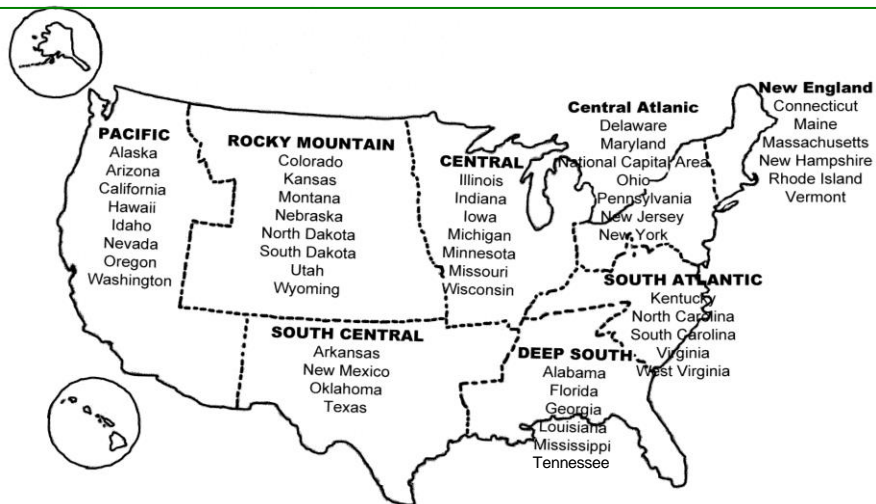 PACIFIC
Alaska
Arizona
California
Hawaii
Idaho
Nevada
Oregon
Washington
ROCKY MOUNTAIN
Colorado
Kansas
Montana
Nebraska
North Dakota
South Dakota
Utah
Wyoming
CENTRAL
Illinois
Indiana
Iowa
Michigan
Minnesota
Missouri
Wisconsin
Central Atlanic
Delaware
Maryland
National Capital Area
Ohio
Pennsylvania
New Jersey
New York
New England
Connecticut
Maine
Massachusetts
New Hampshire
Rhode Island
Vermont
SOUTH ATLANTIC
Kentucky
North Carolina
South Carolina
Virginia
West Virginia
SOUTH CENTRAL
Arkansas
New Mexico
Oklahoma
Texas
DEEP SOUTH
Alabama
Florida
Georgia
Louisiana
Mississippi
Tennessee